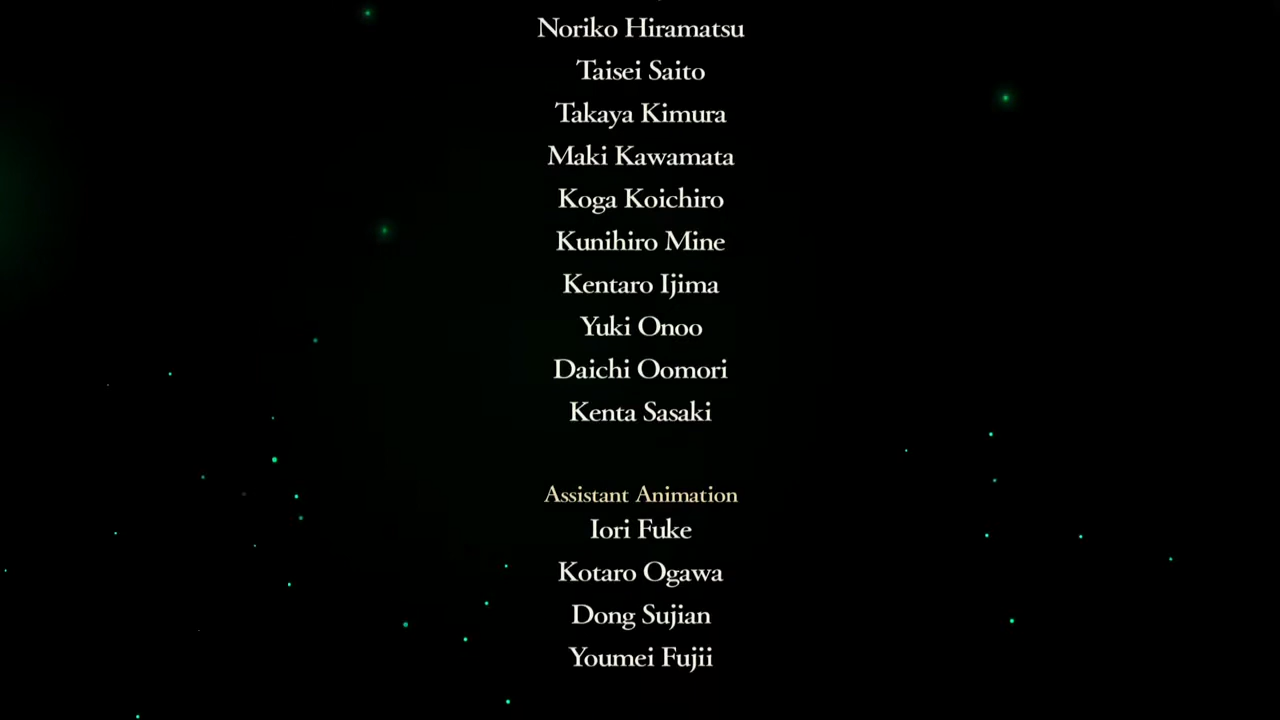 Noriko Hiramatsu
Taisei Saito
Takaya Kimura
Maki Kawamata
Koga Koichiro
Kunihiro Mine
Kentaro Ijima
Yuki Onoo
Daichi Oomori
Kenta Sasaki
Assistant Animation
Iori Fuke
Kotaro Ogawa
Dong Sujian
Youmei Fujii